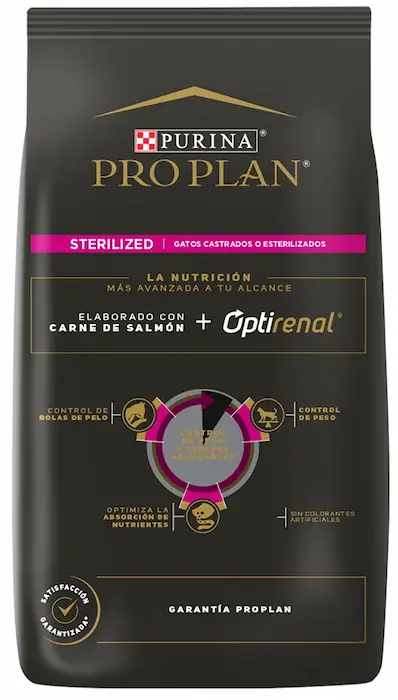 PURINA®
PRO PLAN®
STERILIZED | GATOS CASTRADOS O ESTERILIZADOS
LA NUTRICIÓN
MÁS AVANZADA A TU ALCANCE
ELABORADO CON
CARNE DE SALMÓN
+ Optirenal®
CONTROL DE
BOLAS DE PELO
CONTROL
DE PESO
OPTIMIZA LA
ABSORCIÓN DE
NUTRIENTES
SIN COLORANTES
ARTIFICIALES
SATISFACCIÓN
GARANTIZADA*
GARANTÍA PROPLAN